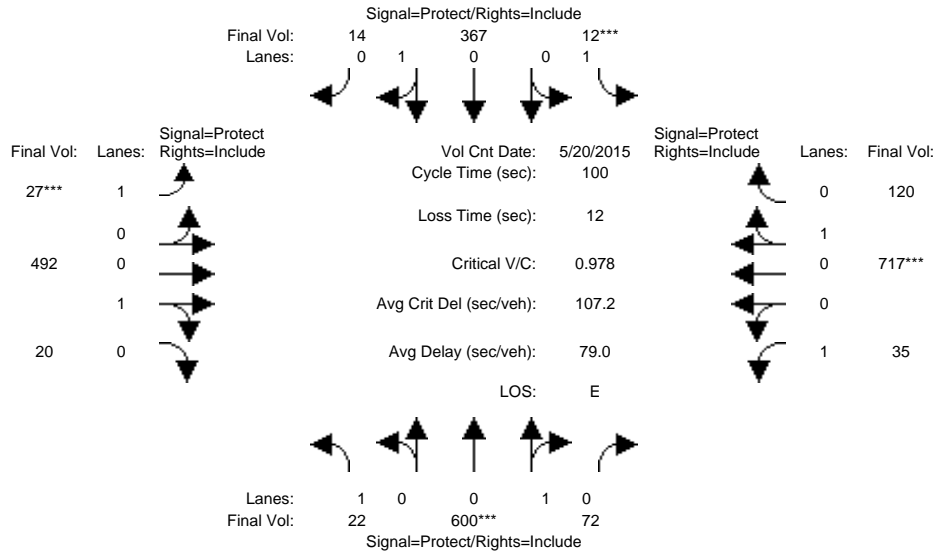 Signal=Protect/Rights=Include
Final Vol: 14 367 12***
Lanes: 0 1 0 0 1
Signal=Protect Signal=Protect
Final Vol: Lanes: Rights=Include Vol Cnt Date: 5/20/2015 Rights=Include Lanes: Final Vol:
Cycle Time (sec): 100
27*** 1 0 120
Loss Time (sec): 12
0 1
492 0 Critical V/C: 0.978 0 717***
1 Avg Crit Del (sec/veh): 107.2 0
20 0 Avg Delay (sec/veh): 79.0 1 35
LOS: E
Lanes: 1 0 0 1 0
Final Vol: 22 600*** 72
Signal=Protect/Rights=Include